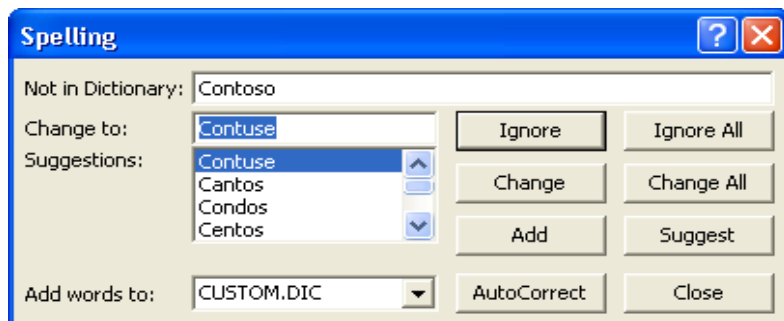 Spelling
Not in Dictionary: Contoso
Change to: Contuse Ignore Ignore All
Suggestions: Contuse
Cantos Change Change All
Condos
Centos Add Suggest
Add words to: CUSTOM.DIC AutoCorrect Close